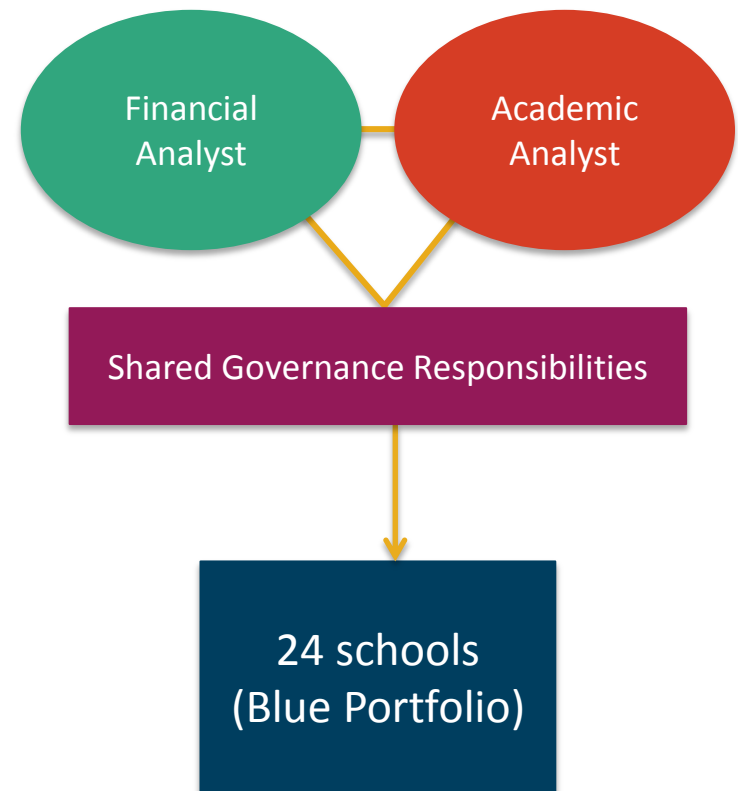 Financial
Analyst
Academic
Analyst
Shared Governance Responsibilities
24 schools
(Blue Portfolio)